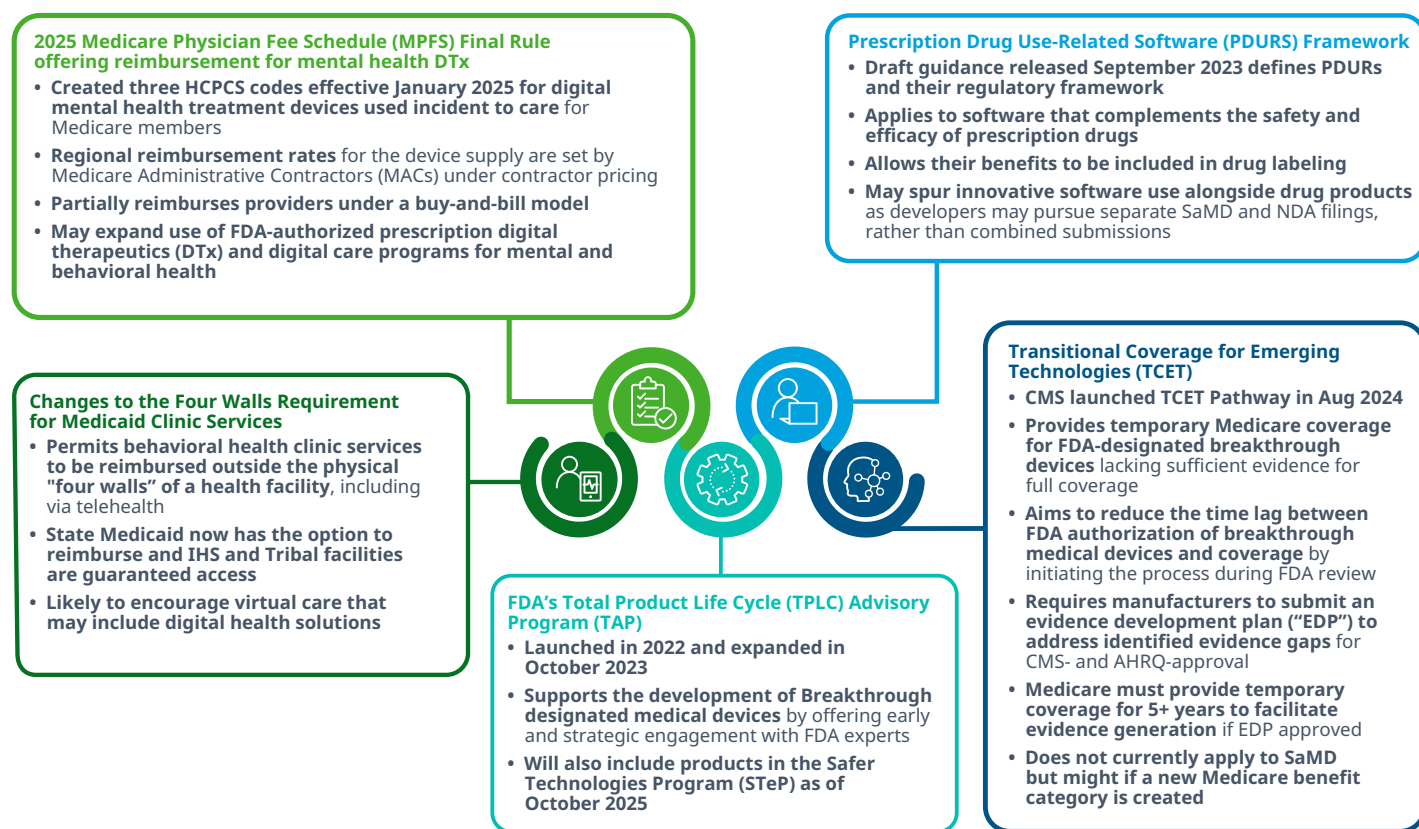 2025 Medicare Physician Fee Schedule (MPFS) Final Rule
offering reimbursement for mental health DTx
• Created three HCPCS codes effective January 2025 for digital
mental health treatment devices used incident to care for
Medicare members
• Regional reimbursement rates for the device supply are set by
Medicare Administrative Contractors (MACs) under contractor pricing
• Partially reimburses providers under a buy-and-bill model
• May expand use of FDA-authorized prescription digital
therapeutics (DTx) and digital care programs for mental and
behavioral health
Prescription Drug Use-Related Software (PDURS) Framework
• Draft guidance released September 2023 defines PDURs
and their regulatory framework
• Applies to software that complements the safety and
efficacy of prescription drugs
• Allows their benefits to be included in drug labeling
• May spur innovative software use alongside drug products
as developers may pursue separate SaMD and NDA filings,
rather than combined submissions
Changes to the Four Walls Requirement
for Medicaid Clinic Services
• Permits behavioral health clinic services
to be reimbursed outside the physical
"four walls” of a health facility, including
via telehealth
• State Medicaid now has the option to
reimburse and IHS and Tribal facilities
are guaranteed access
• Likely to encourage virtual care that
may include digital health solutions
FDA’s Total Product Life Cycle (TPLC) Advisory
Program (TAP)
• Launched in 2022 and expanded in
October 2023
• Supports the development of Breakthrough
designated medical devices by offering early
and strategic engagement with FDA experts
• Will also include products in the Safer
Technologies Program (STeP) as of
October 2025
Transitional Coverage for Emerging
Technologies (TCET)
• CMS launched TCET Pathway in Aug 2024
• Provides temporary Medicare coverage
for FDA-designated breakthrough
devices lacking sufficient evidence for
full coverage
• Aims to reduce the time lag between
FDA authorization of breakthrough
medical devices and coverage by
initiating the process during FDA review
• Requires manufacturers to submit an
evidence development plan (“EDP”) to
address identified evidence gaps for
CMS- and AHRQ-approval
• Medicare must provide temporary
coverage for 5+ years to facilitate
evidence generation if EDP approved
• Does not currently apply to SaMD
but might if a new Medicare benefit
category is created